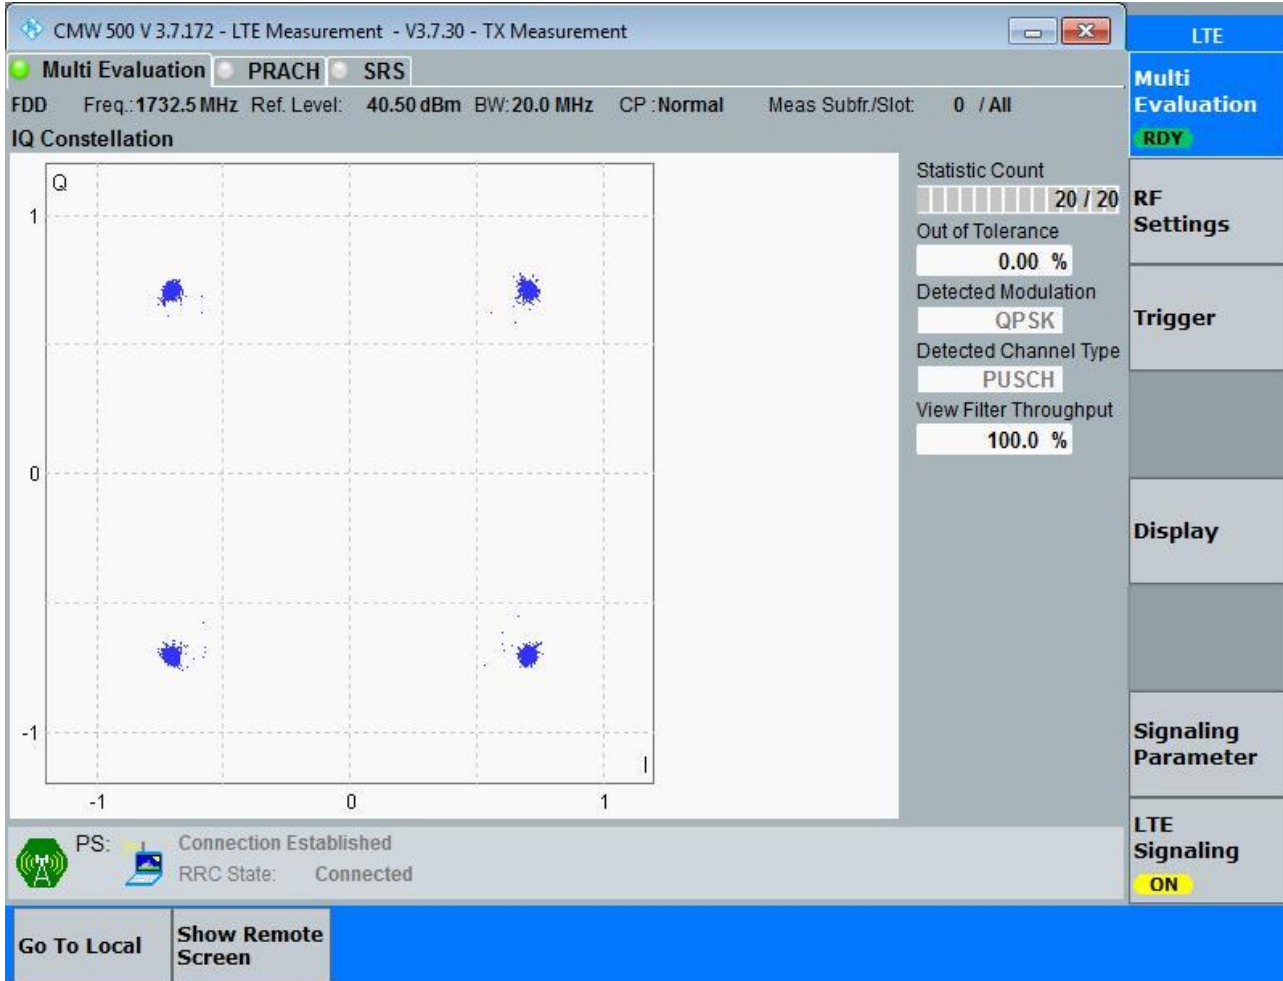 CMW 500 V 3.7.172 - LTE Measurement - V3.7.30 - TX Measurement
Multi Evaluation PRACH SRS
FDD Freq.:1732.5 MHz Ref. Level: 40.50 dBm BW:20.0 MHz CP :Normal Meas Subfr./Slot: 0 / All
IQ Constellation
Q
1
0
-1
I
-1 0 1
Statistic Count
20 / 20
Out of Tolerance
0.00 %
Detected Modulation
QPSK
Detected Channel Type
PUSCH
View Filter Throughput
100.0 %
PS: Connection Established
RRC State: Connected
LTE
Multi
Evaluation
RDY
RF
Settings
Trigger
Display
Signaling
Parameter
LTE
Signaling
ON
Go To Local
Show Remote
Screen